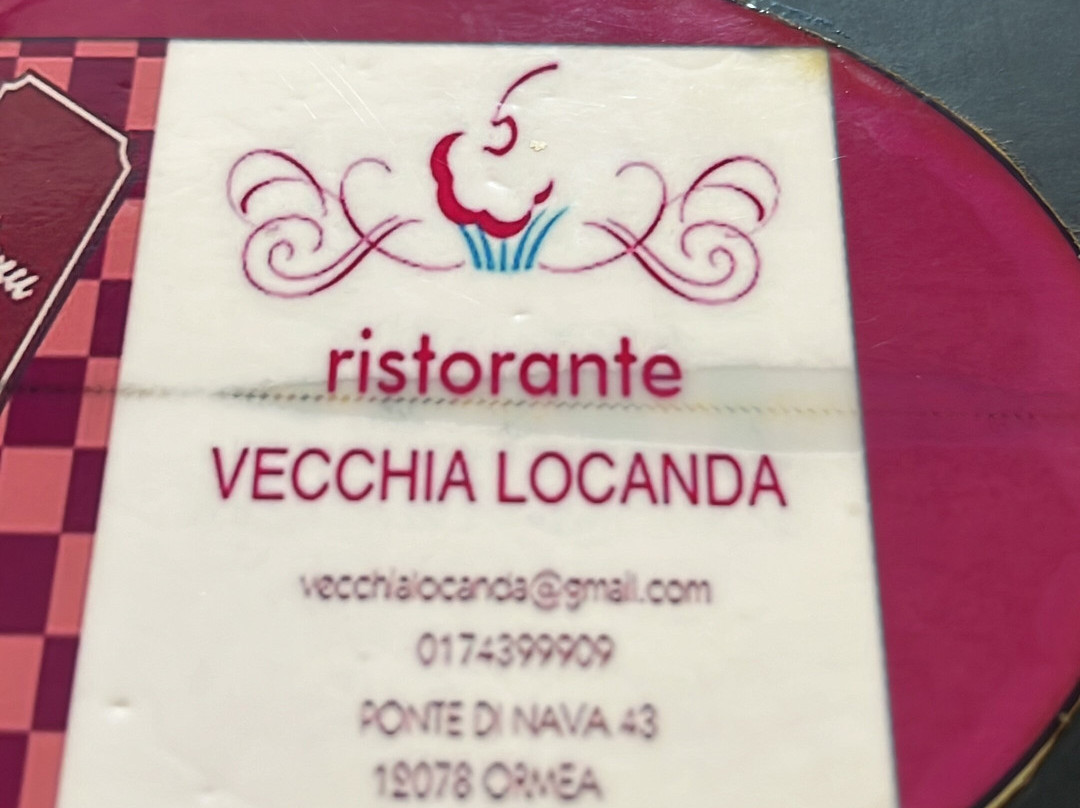 ristorante
VECCHIA LOCANDA
vecchialocanda@gmail.com
0174399909
PONTE DI NAVA 43
12078 ORMEA